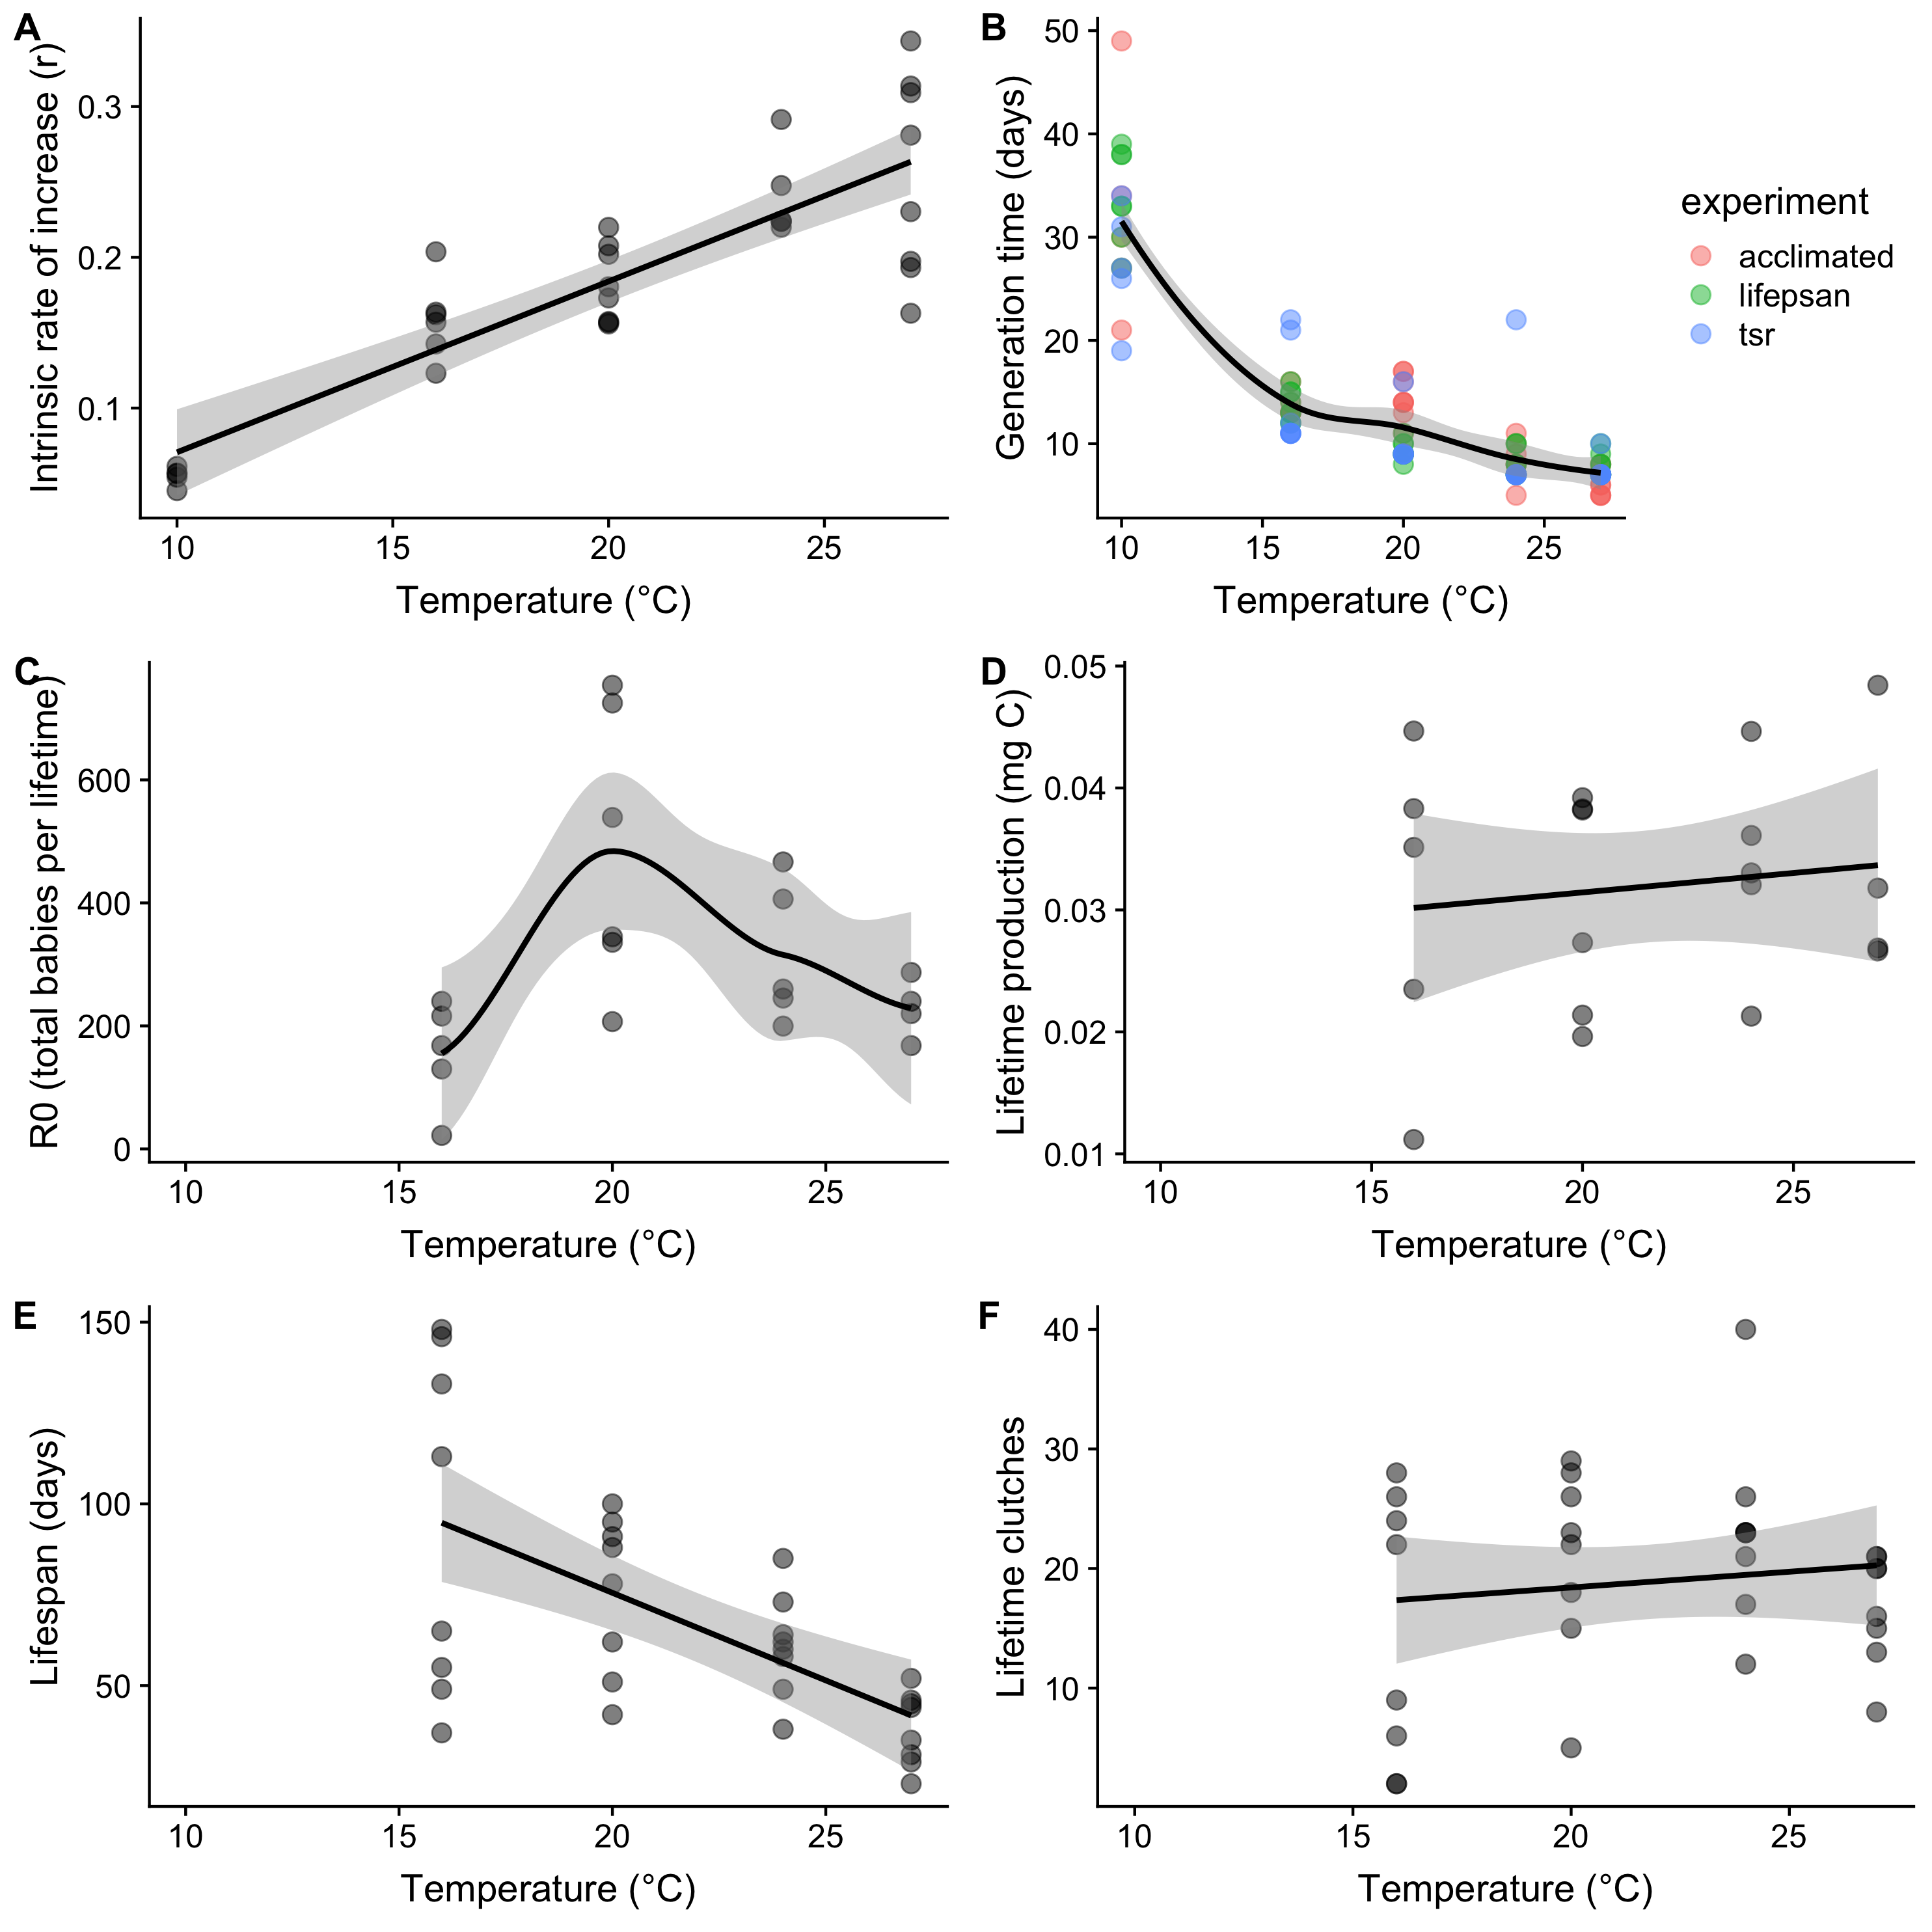 A
Intrinsic rate of increase (r)
0.3
0.2
0.1
10 15 20 25
Temperature (°C)
B
Generation time (days)
50
40
30
20
10
10 15 20 25
Temperature (°C)
experiment
acclimated
lifepsan
tsr
C
R0 (total babies per lifetime)
600
400
200
0
10 15 20 25
Temperature (°C)
D
Lifetime production (mg C)
0.05
0.04
0.03
0.02
0.01
10 15 20 25
Temperature (°C)
E
Lifespan (days)
150
100
50
10 15 20 25
Temperature (°C)
F
Lifetime clutches
40
30
20
10
10 15 20 25
Temperature (°C)